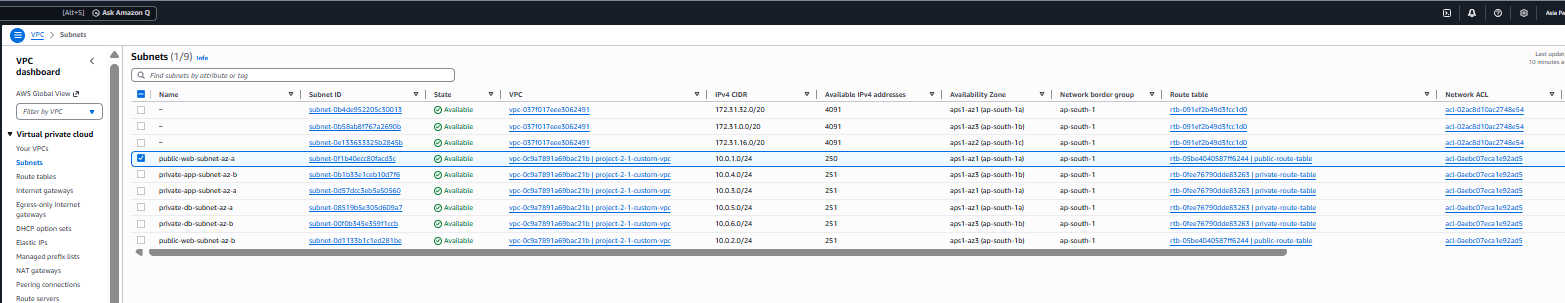 [Alt+S] Ask Amazon Q Asia Pa
VPC > Subnets
VPC dashboard
AWS Global View
Filter by VPC
Virtual private cloud
Your VPCs
Subnets
Route tables
Internet gateways
Egress-only internet gateways
DHCP option sets
Elastic IPs
Managed prefix lists
NAT gateways
Peering connections
Route servers
Subnets (1/9) Info
Last updat
10 minutes a
Find subnets by attribute or tag
Name Subnet ID State VPC IPv4 CIDR Available IPv4 addresses Availability Zone Network border group Route table Network ACL
– subnet-0b4de952205c30013 Available vpc-037f017eee3062491 172.31.32.0/20 4091 aps1-az1 (ap-south-1a) ap-south-1 rtb-091ef2b49d3fcc1d0 acl-02ac8d10ac2748e54
– subnet-0b58ab8f767a2690b Available vpc-037f017eee3062491 172.31.0.0/20 4091 aps1-az3 (ap-south-1b) ap-south-1 rtb-091ef2b49d3fcc1d0 acl-02ac8d10ac2748e54
– subnet-0e133633325b2845b Available vpc-037f017eee3062491 172.31.16.0/20 4091 aps1-az2 (ap-south-1c) ap-south-1 rtb-091ef2b49d3fcc1d0 acl-02ac8d10ac2748e54
public-web-subnet-az-a subnet-0f1b40ecc80facd3c Available vpc-0c9a7891a69bac21b | project-2-1-custom-vpc 10.0.1.0/24 250 aps1-az1 (ap-south-1a) ap-south-1 rtb-05be4040587ff6244 | public-route-table acl-0aebc07eca1e92ad5
private-app-subnet-az-b subnet-0b1b33e1ceb10d7f6 Available vpc-0c9a7891a69bac21b | project-2-1-custom-vpc 10.0.4.0/24 251 aps1-az3 (ap-south-1b) ap-south-1 rtb-0fee76790dde83263 | private-route-table acl-0aebc07eca1e92ad5
private-app-subnet-az-a subnet-0d57dcc3eb5a50560 Available vpc-0c9a7891a69bac21b | project-2-1-custom-vpc 10.0.3.0/24 251 aps1-az1 (ap-south-1a) ap-south-1 rtb-0fee76790dde83263 | private-route-table acl-0aebc07eca1e92ad5
private-db-subnet-az-a subnet-08519b5e305d609a7 Available vpc-0c9a7891a69bac21b | project-2-1-custom-vpc 10.0.5.0/24 251 aps1-az1 (ap-south-1a) ap-south-1 rtb-0fee76790dde83263 | private-route-table acl-0aebc07eca1e92ad5
private-db-subnet-az-b subnet-00f0b345e359f1ccb Available vpc-0c9a7891a69bac21b | project-2-1-custom-vpc 10.0.6.0/24 251 aps1-az3 (ap-south-1b) ap-south-1 rtb-0fee76790dde83263 | private-route-table acl-0aebc07eca1e92ad5
public-web-subnet-az-b subnet-0d1133b1c1ed281be Available vpc-0c9a7891a69bac21b | project-2-1-custom-vpc 10.0.2.0/24 251 aps1-az3 (ap-south-1b) ap-south-1 rtb-05be4040587ff6244 | public-route-table acl-0aebc07eca1e92ad5